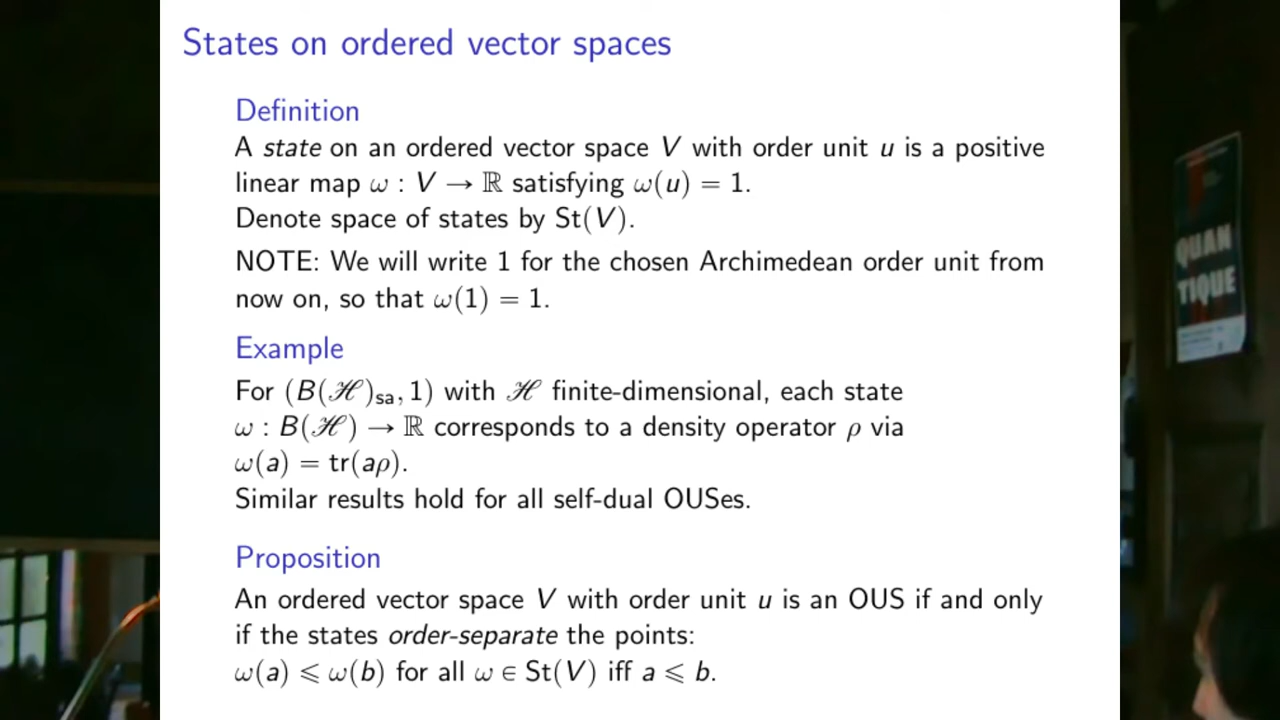 States on ordered vector spaces
Definition
A state on an ordered vector space V with order unit u is a positive
linear map ω : V → ℝ satisfying ω(u) = 1.
Denote space of states by St(V).
NOTE: We will write 1 for the chosen Archimedean order unit from
now on, so that ω(1) = 1.
Example
For (B(ℋ)ₛₐ, 1) with ℋ finite-dimensional, each state
ω : B(ℋ) → ℝ corresponds to a density operator ρ via
ω(a) = tr(aρ).
Similar results hold for all self-dual OUSes.
Proposition
An ordered vector space V with order unit u is an OUS if and only
if the states order-separate the points:
ω(a) ⩽ ω(b) for all ω ∈ St(V) iff a ⩽ b.
QUAN
TIQUE